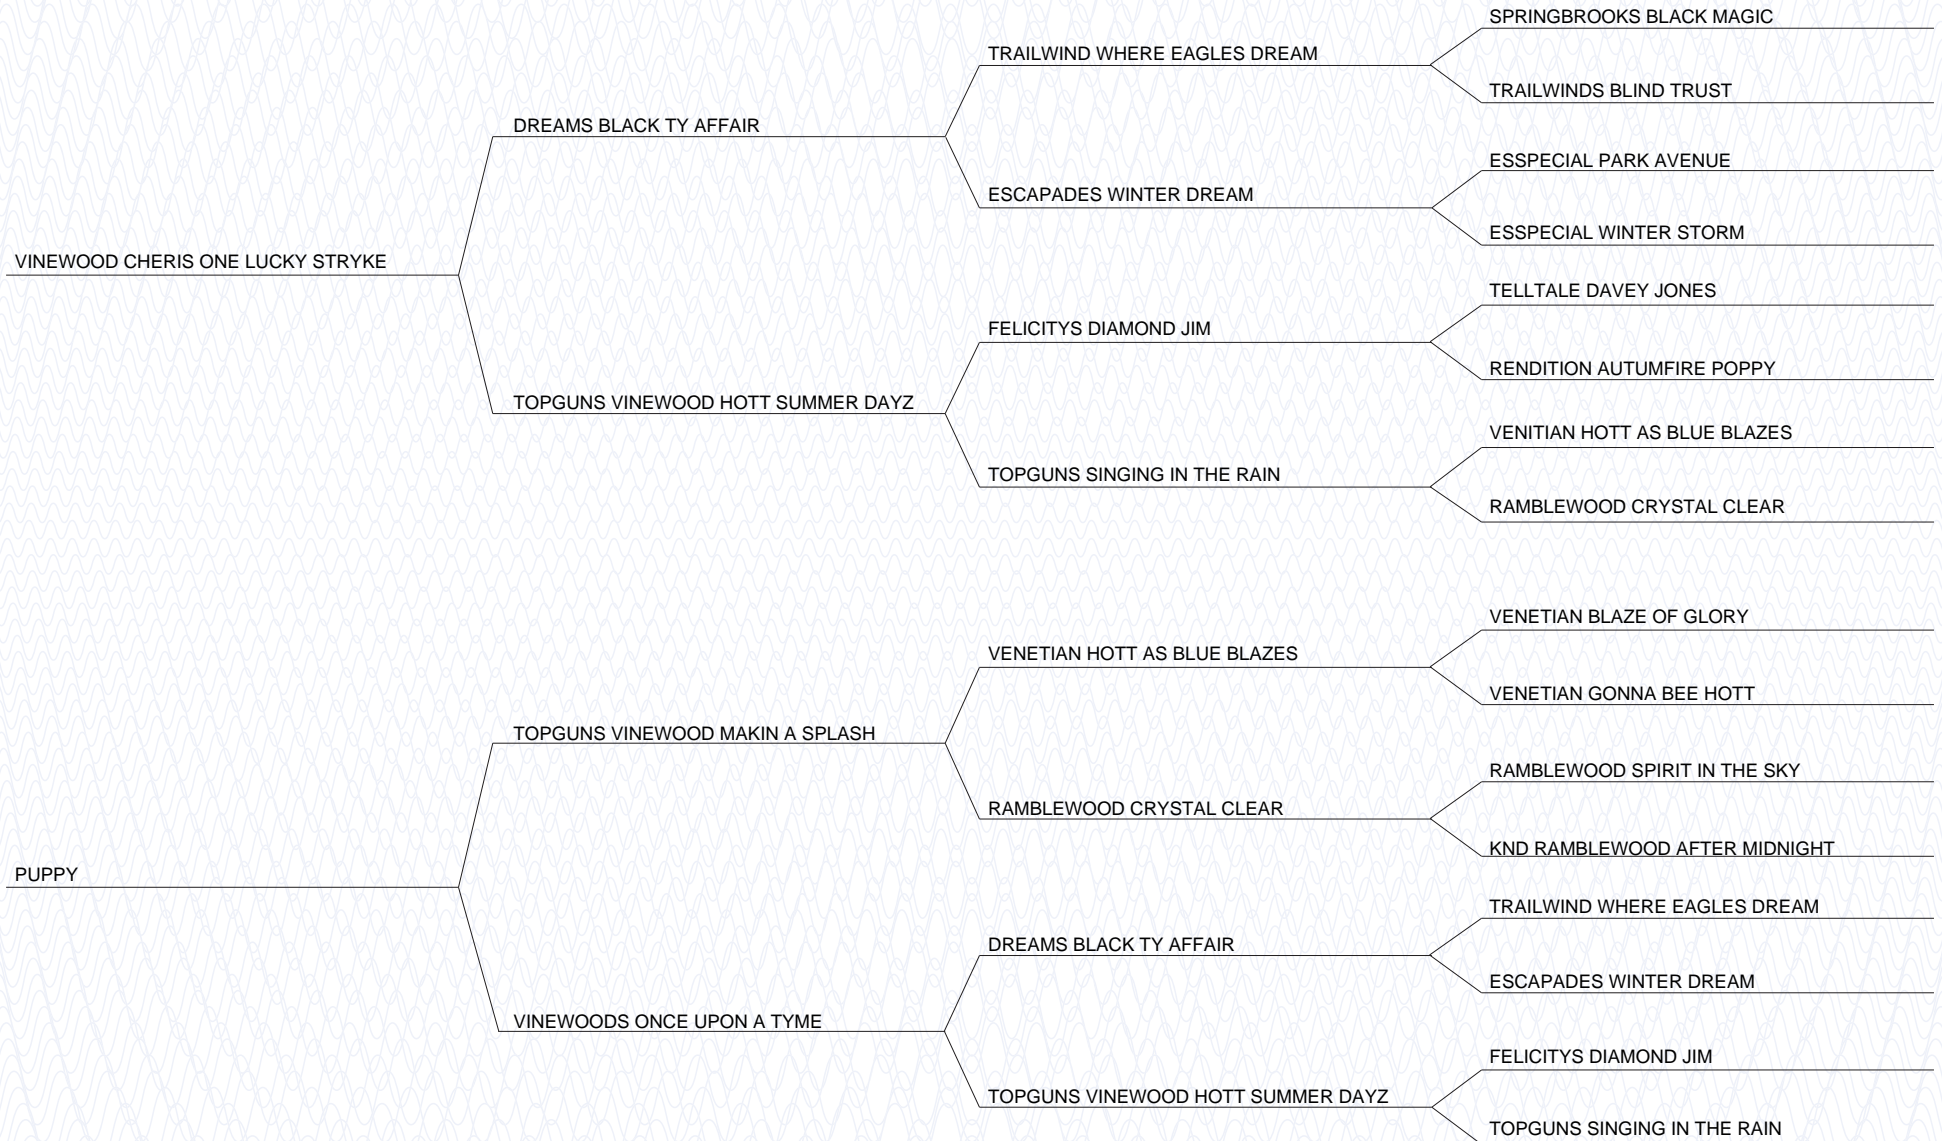 SPRINGBROOKS BLACK MAGIC
TRAILWIND WHERE EAGLES DREAM
TRAILWINDS BLIND TRUST
DREAMS BLACK TY AFFAIR
ESSPECIAL PARK AVENUE
ESCAPADES WINTER DREAM
ESSPECIAL WINTER STORM
VINEWOOD CHERIS ONE LUCKY STRYKE
TELLTALE DAVEY JONES
FELICITYS DIAMOND JIM
RENDITION AUTUMFIRE POPPY
TOPGUNS VINEWOOD HOTT SUMMER DAYZ
VENITIAN HOTT AS BLUE BLAZES
TOPGUNS SINGING IN THE RAIN
RAMBLEWOOD CRYSTAL CLEAR
VENETIAN BLAZE OF GLORY
VENETIAN HOTT AS BLUE BLAZES
VENETIAN GONNA BEE HOTT
TOPGUNS VINEWOOD MAKIN A SPLASH
RAMBLEWOOD SPIRIT IN THE SKY
RAMBLEWOOD CRYSTAL CLEAR
KND RAMBLEWOOD AFTER MIDNIGHT
PUPPY
TRAILWIND WHERE EAGLES DREAM
DREAMS BLACK TY AFFAIR
ESCAPADES WINTER DREAM
VINEWOODS ONCE UPON A TYME
FELICITYS DIAMOND JIM
TOPGUNS VINEWOOD HOTT SUMMER DAYZ
TOPGUNS SINGING IN THE RAIN